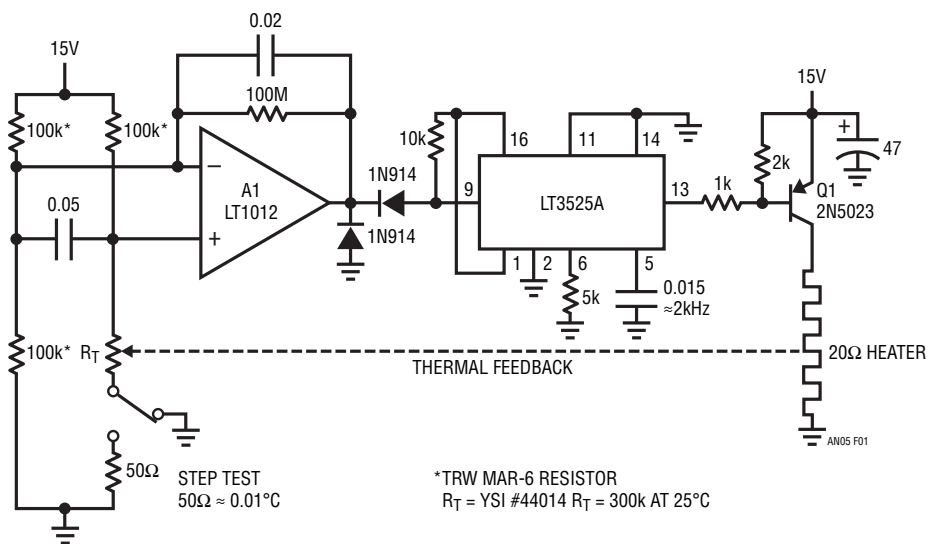 0.02
15V
100M
15V
100k*
100k*
16
11
14
10k
+
47
2k
A1
LT1012
−
+
1N914
1N914
9
LT3525A
13
1k
Q1
2N5023
0.05
1
2
6
5
5k
0.015
≈2kHz
100k*
RT
THERMAL FEEDBACK
20Ω HEATER
AN05 F01
50Ω
STEP TEST
50Ω ≈ 0.01°C
*TRW MAR-6 RESISTOR
RT = YSI #44014 RT = 300k AT 25°C